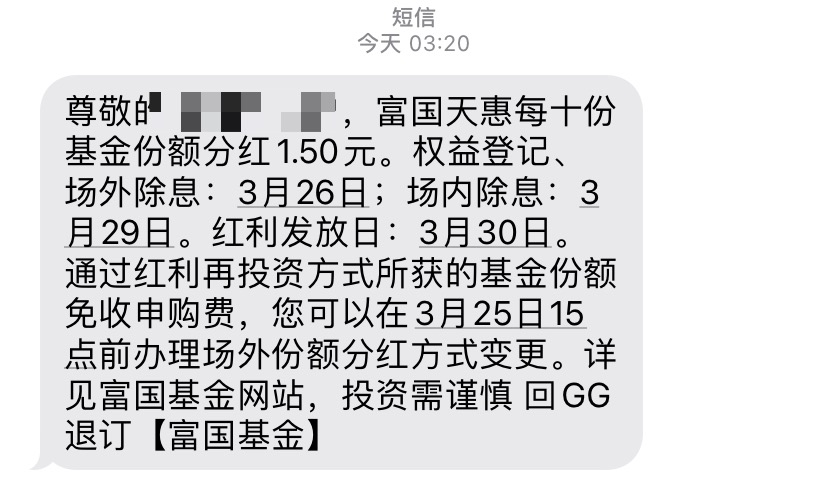 短信
今天 03:20
尊敬的 ，富国天惠每十份
基金份额分红1.50元。权益登记、
场外除息：3月26日；场内除息：3
月29日。红利发放日：3月30日。
通过红利再投资方式所获的基金份额
免收申购费，您可以在3月25日15
点前办理场外份额分红方式变更。详
见富国基金网站，投资需谨慎 回GG
退订【富国基金】